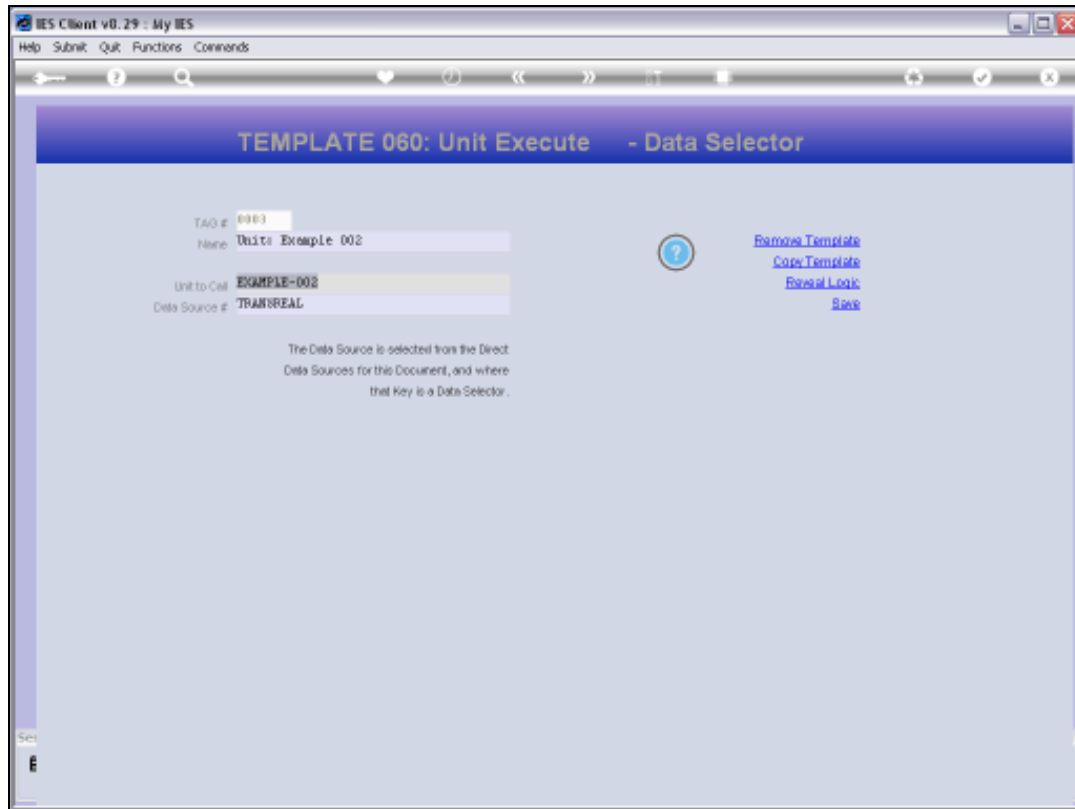 IES Client v8.29 : My IES
Help Submit Quit Functions Commands
TEMPLATE 060: Unit Execute - Data Selector
TAG # 0003
Name Unit: Example 002
Unit to Call EXAMPLE-002
Data Source # TRANSREAL
The Data Source is selected from the Direct
Data Sources for this Document, and where
that Key is a Data Selector.
Remove Template
Copy Template
Reveal Logic
Save